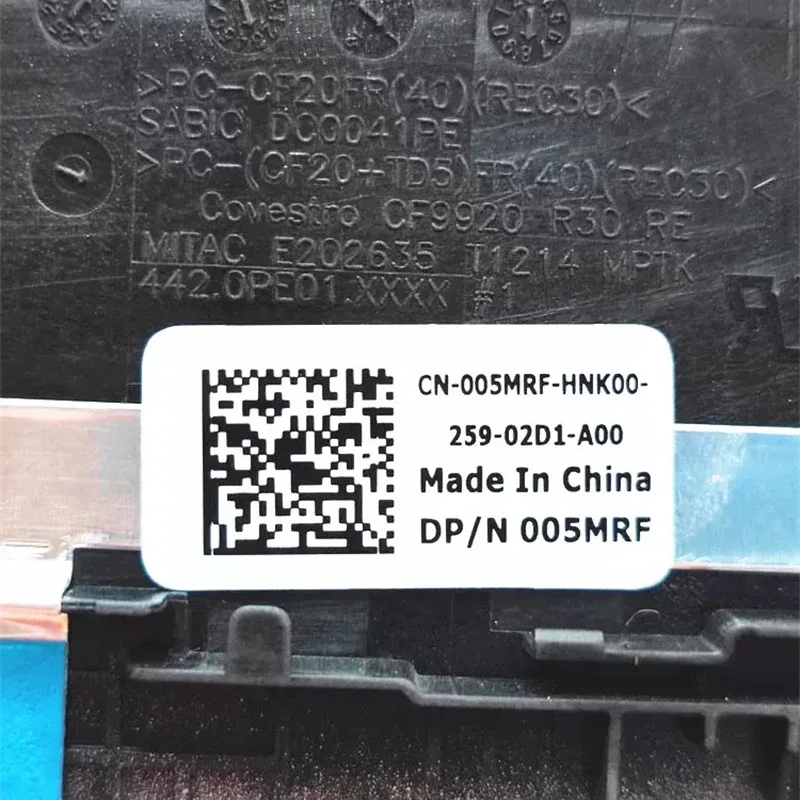 >PC-CF20FR(40)(REC30)<
SABIC DC0041PE
>PC-(CF20+TD5)FR(40)(REC30)<
Covestro CF9920 R30 RE
MITAC E202635 T1214 MPTK
442.0PE01.XXXX #1
CN-005MRF-HNK00-
259-02D1-A00
Made In China
DP/N 005MRF